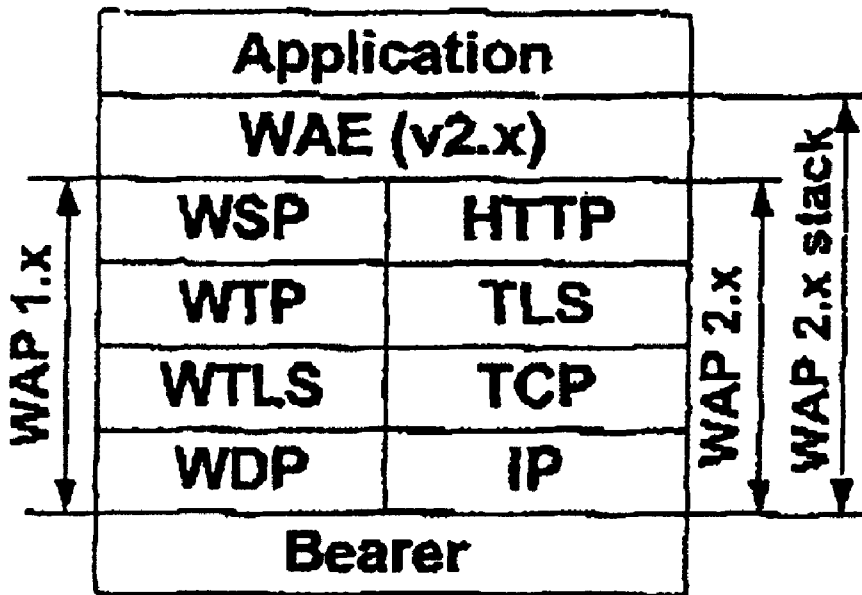 Application
WAE (v2.x)
WSP HTTP
WTP TLS
WTLS TCP
WDP IP
Bearer
WAP 1.x
WAP 2.x
WAP 2.x stack